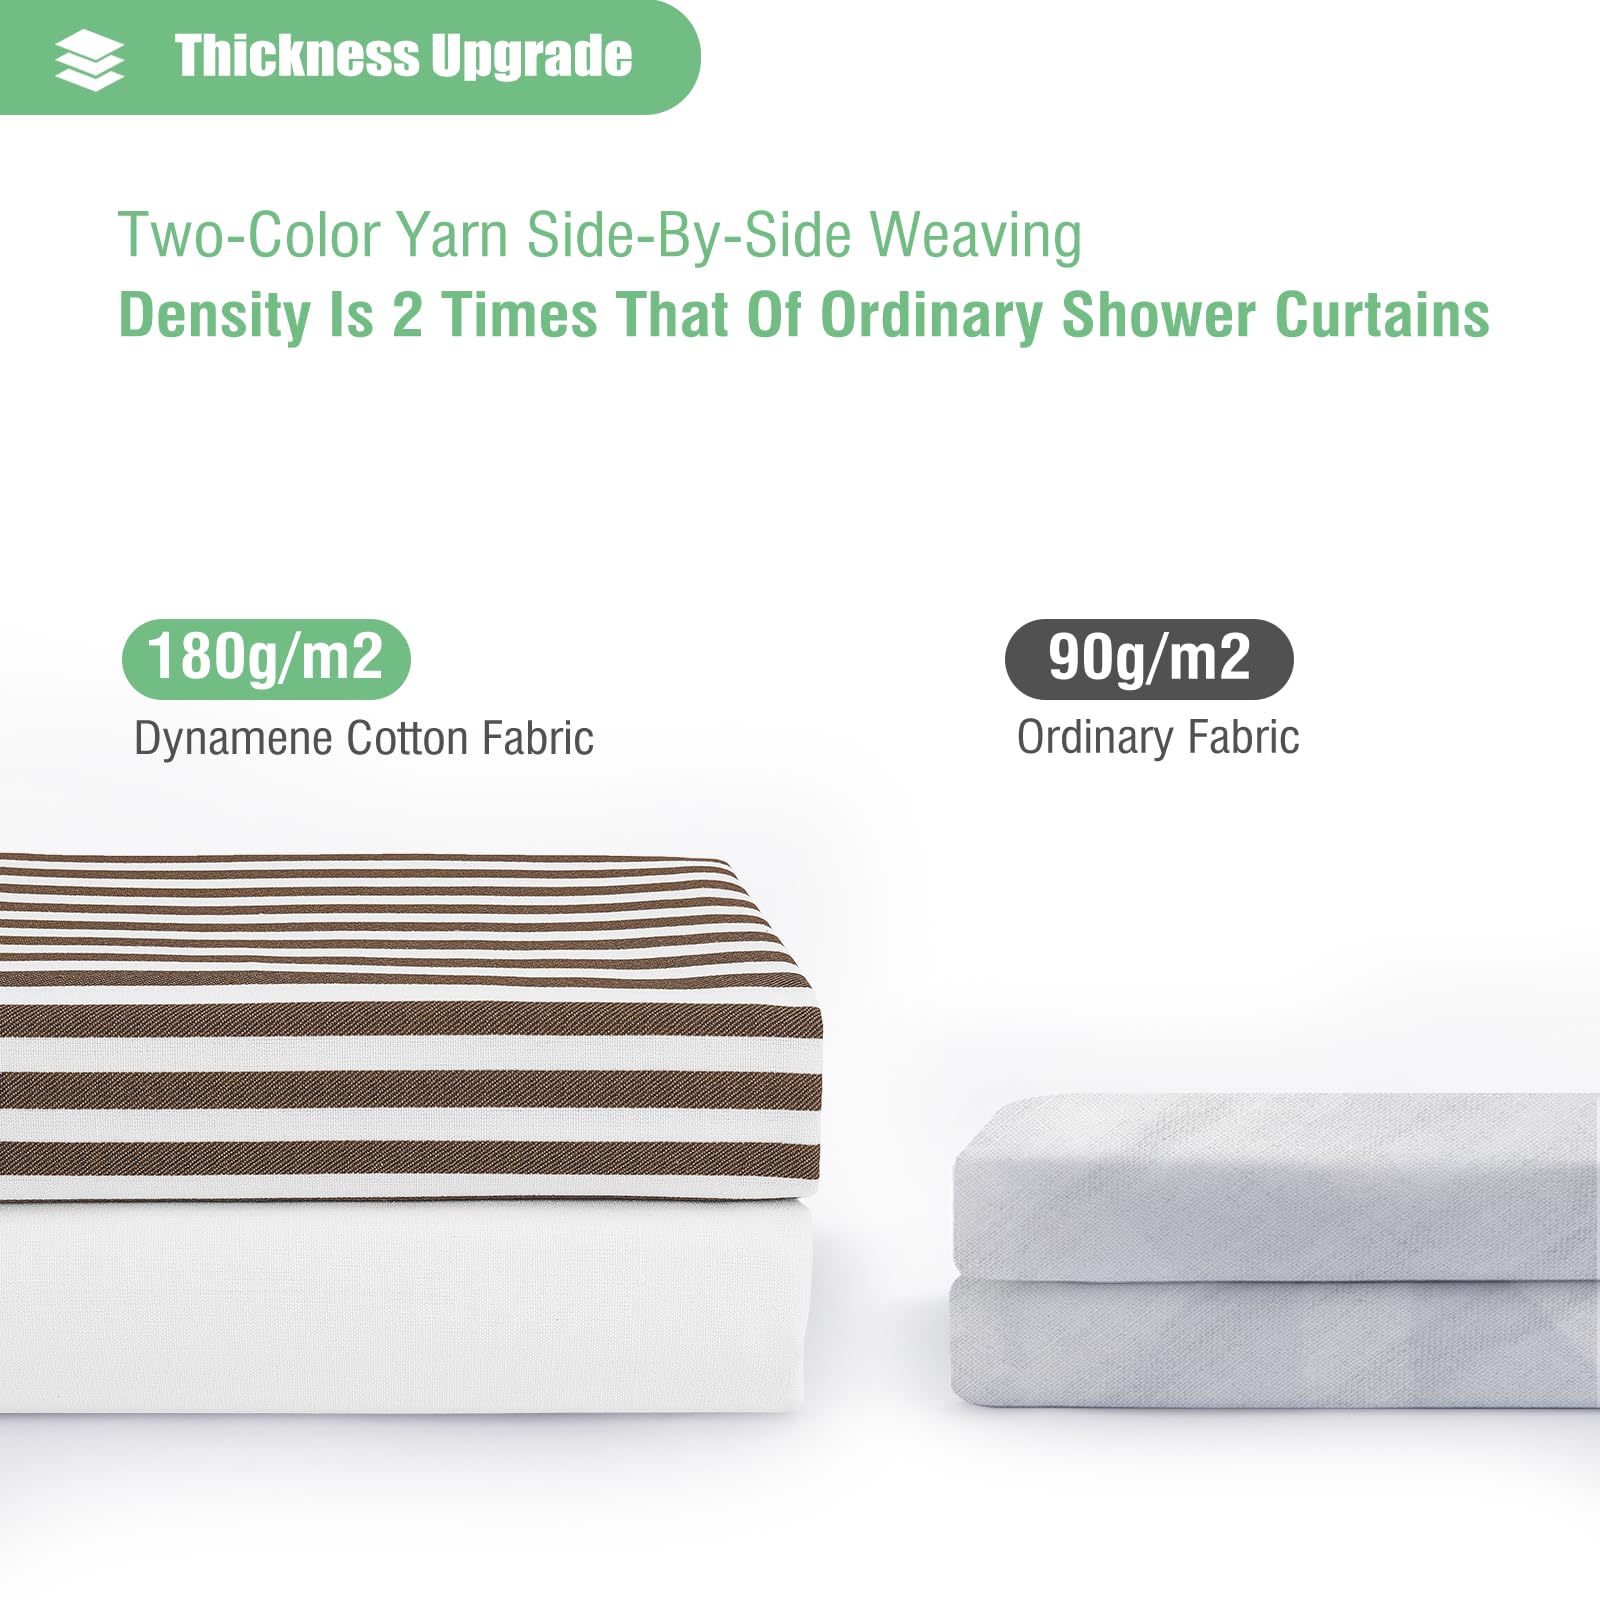 Thickness Upgrade
Two-Color Yarn Side-By-Side Weaving
Density Is 2 Times That Of Ordinary Shower Curtains
180g/m2
Dynamene Cotton Fabric
90g/m2
Ordinary Fabric